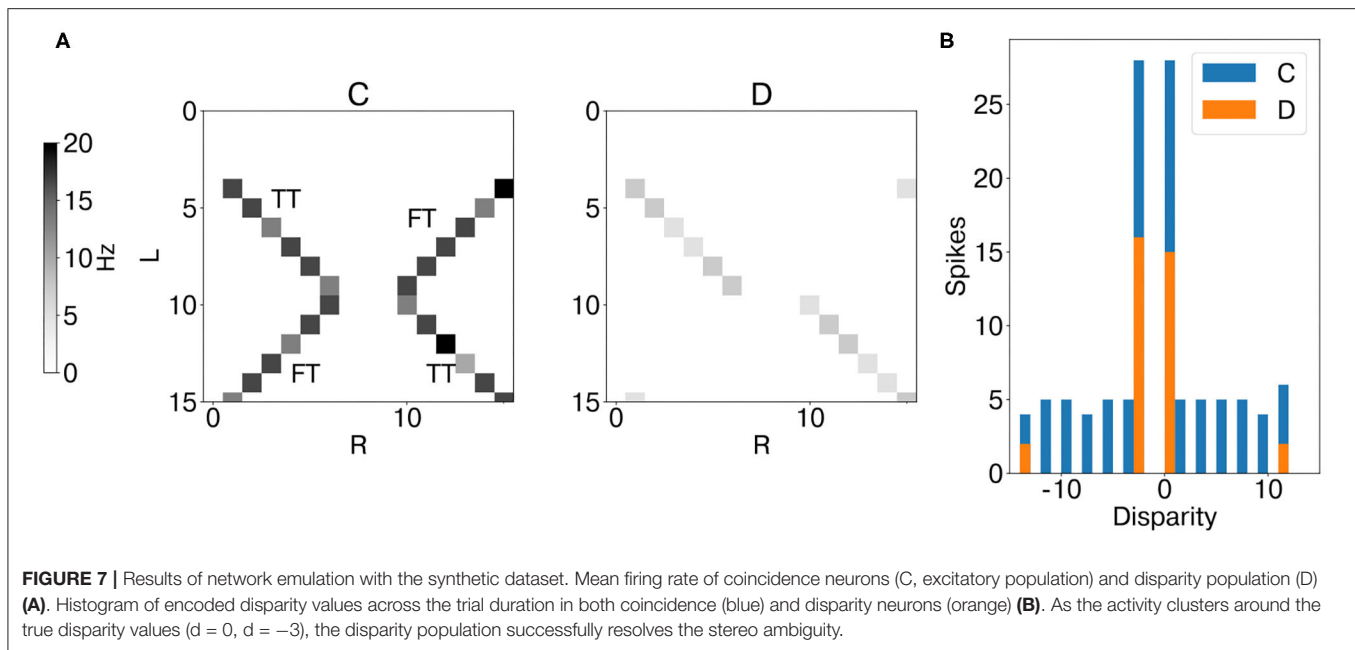 A
B
C
D
20
15
10
5
0
Hz
0
5
10
15
L
TT
FT
FT
TT
0
10
R
0
5
10
15
0
10
R
25
20
15
10
5
0
Spikes
C
D
-10
0
10
Disparity
FIGURE 7 | Results of network emulation with the synthetic dataset. Mean firing rate of coincidence neurons (C, excitatory population) and disparity population (D)
(A). Histogram of encoded disparity values across the trial duration in both coincidence (blue) and disparity neurons (orange) (B). As the activity clusters around the
true disparity values (d = 0, d = −3), the disparity population successfully resolves the stereo ambiguity.